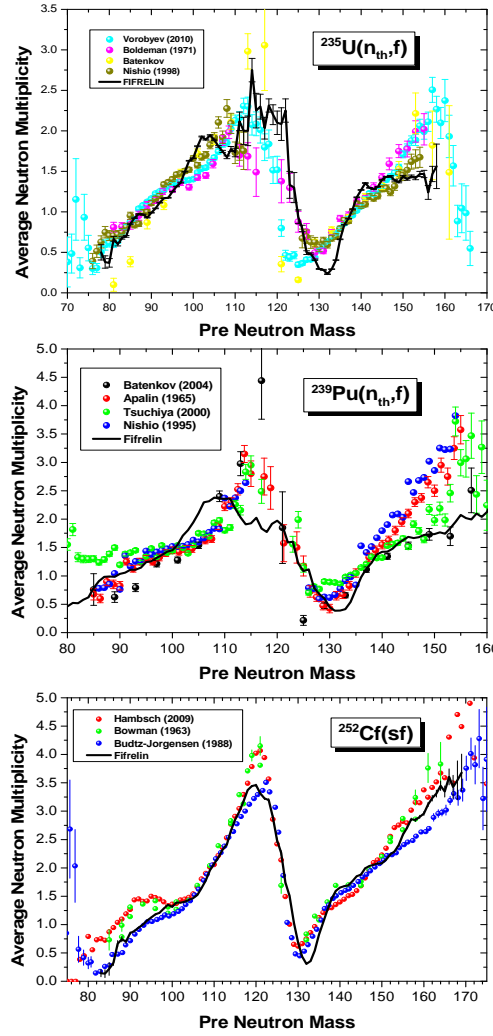 3.5
3.0
2.5
2.0
1.5
1.0
0.5
0.0
Average Neutron Multiplicity
Vorobyev (2010)
Boldeman (1971)
Batenkov
Nishio (1998)
FIFRELIN
²³⁵U(nth,f)
70 80 90 100 110 120 130 140 150 160 170
Pre Neutron Mass
5.0
4.5
4.0
3.5
3.0
2.5
2.0
1.5
1.0
0.5
0.0
Average Neutron Multiplicity
Batenkov (2004)
Apalin (1965)
Tsuchiya (2000)
Nishio (1995)
Fifrelin
²³⁹Pu(nth,f)
80 90 100 110 120 130 140 150 160
Pre Neutron Mass
5.0
4.5
4.0
3.5
3.0
2.5
2.0
1.5
1.0
0.5
0.0
Average Neutron Multiplicity
Hambsch (2009)
Bowman (1963)
Budtz-Jorgensen (1988)
Fifrelin
²⁵²Cf(sf)
80 90 100 110 120 130 140 150 160 170
Pre Neutron Mass